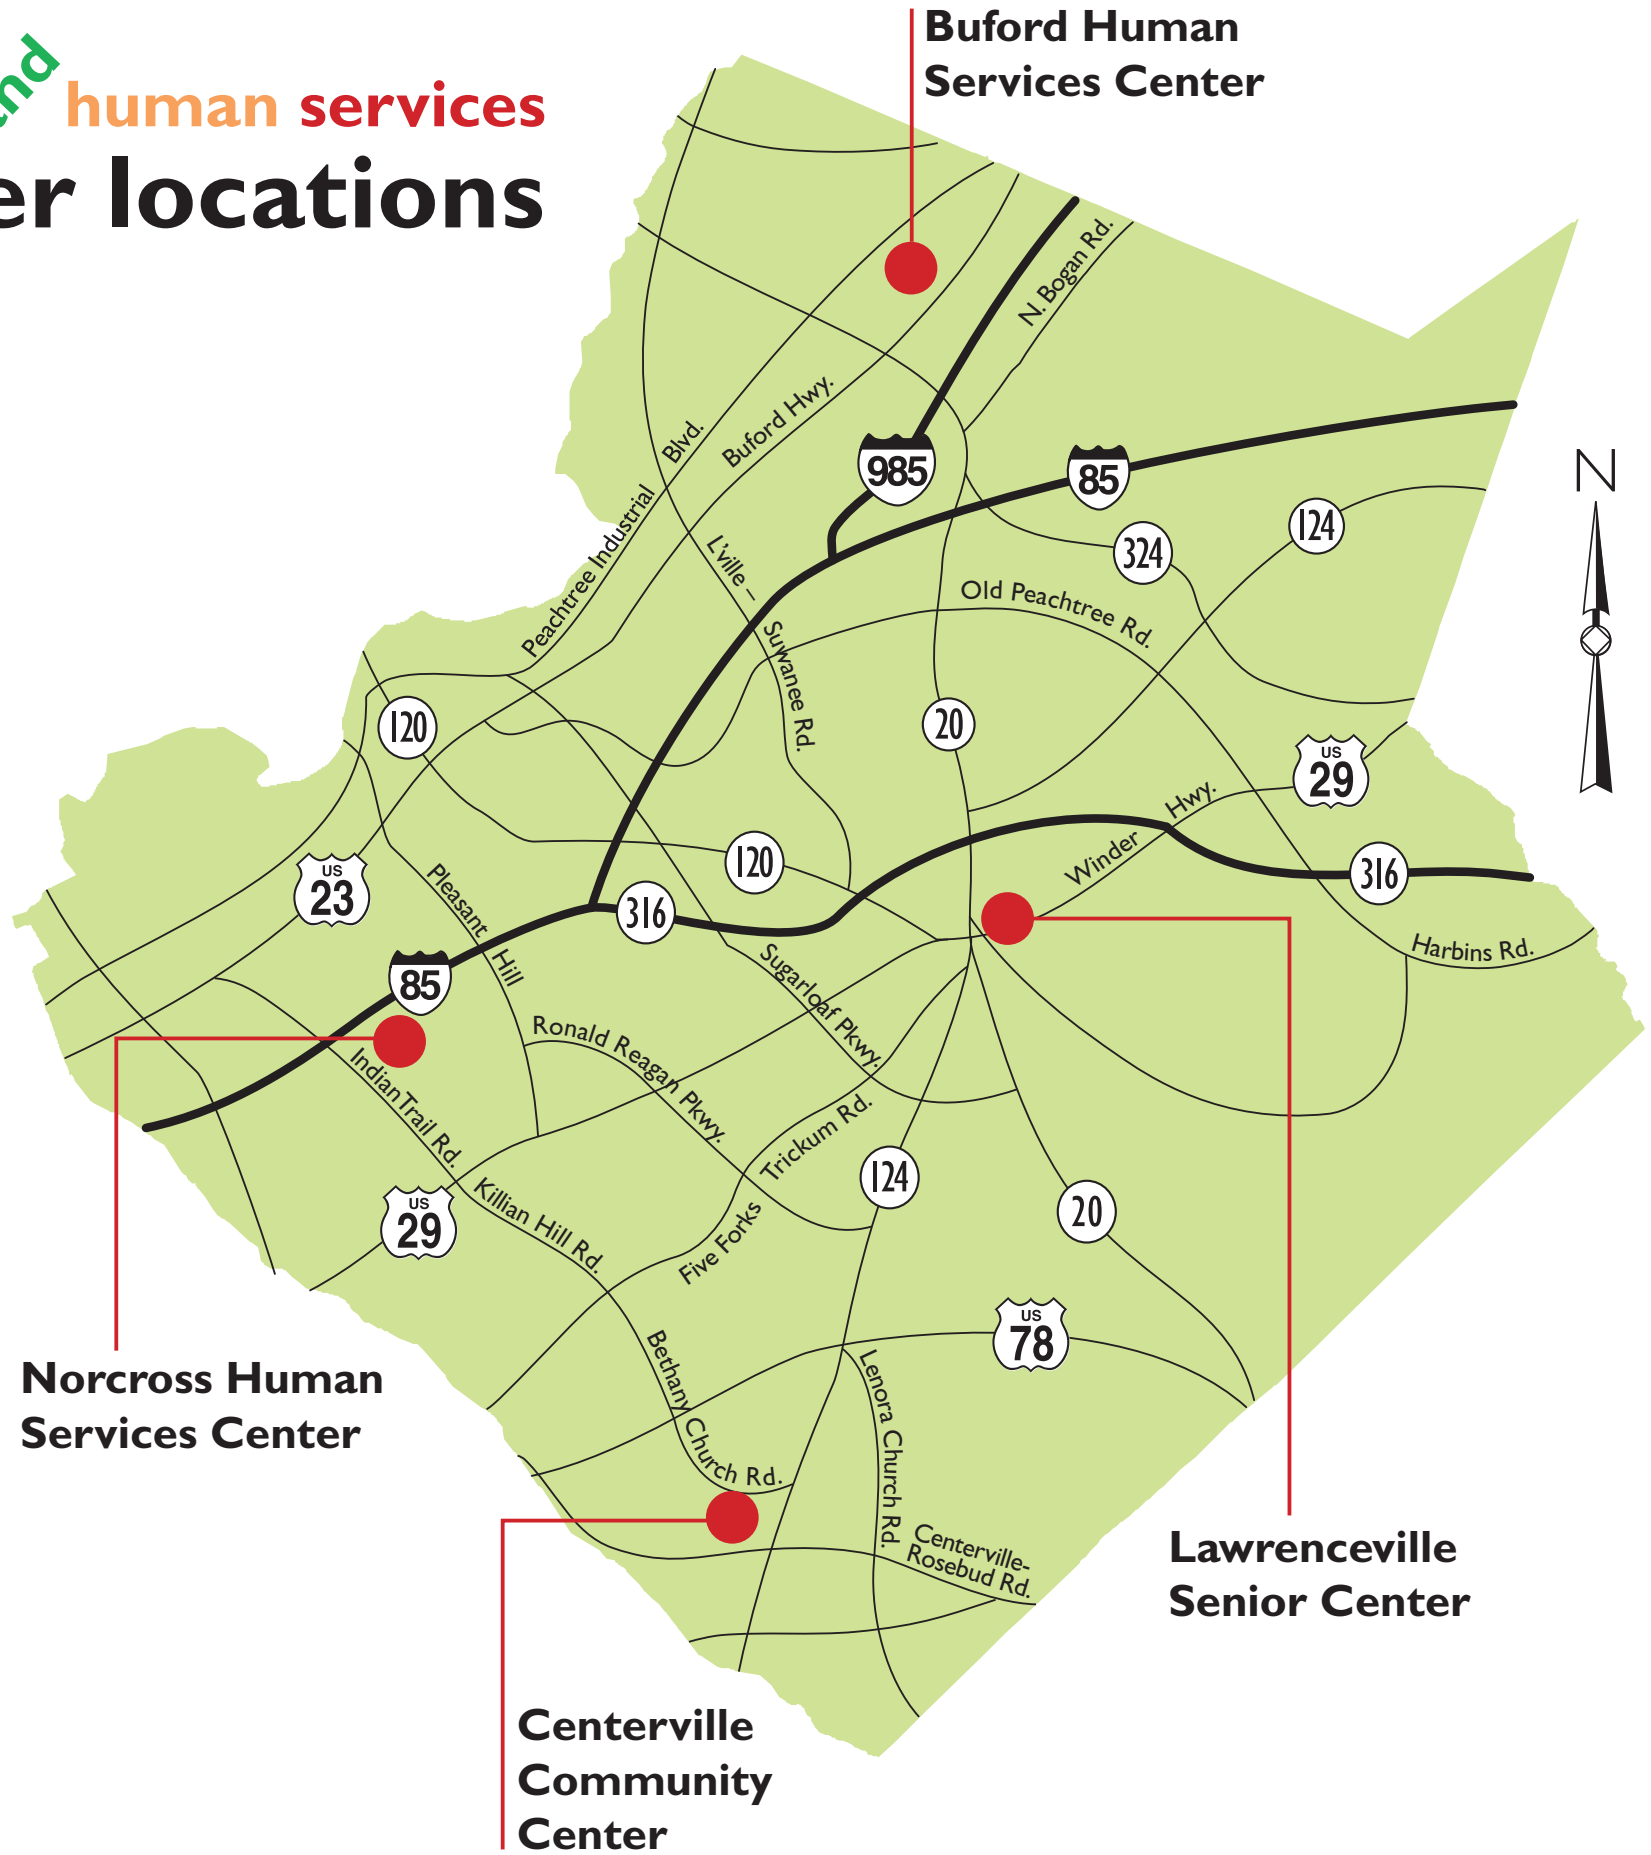 and
human services
er locations
Buford Human
Services Center
N. Bogan Rd.
Buford Hwy.
Blvd.
Peachtree Industrial
985
85
124
324
N
L'ville –
Suwanee Rd.
Old Peachtree Rd.
120
20
US
29
Winder Hwy.
120
316
316
US
23
Pleasant
Hill
85
Harbins Rd.
Sugarloaf Pkwy.
Ronald Reagan Pkwy.
Indian Trail Rd.
Five Forks Trickum Rd.
124
20
US
29
Killian Hill Rd.
US
78
Bethany
Church Rd.
Lenora Church Rd.
Centerville-
Rosebud Rd.
Norcross Human
Services Center
Lawrenceville
Senior Center
Centerville
Community
Center